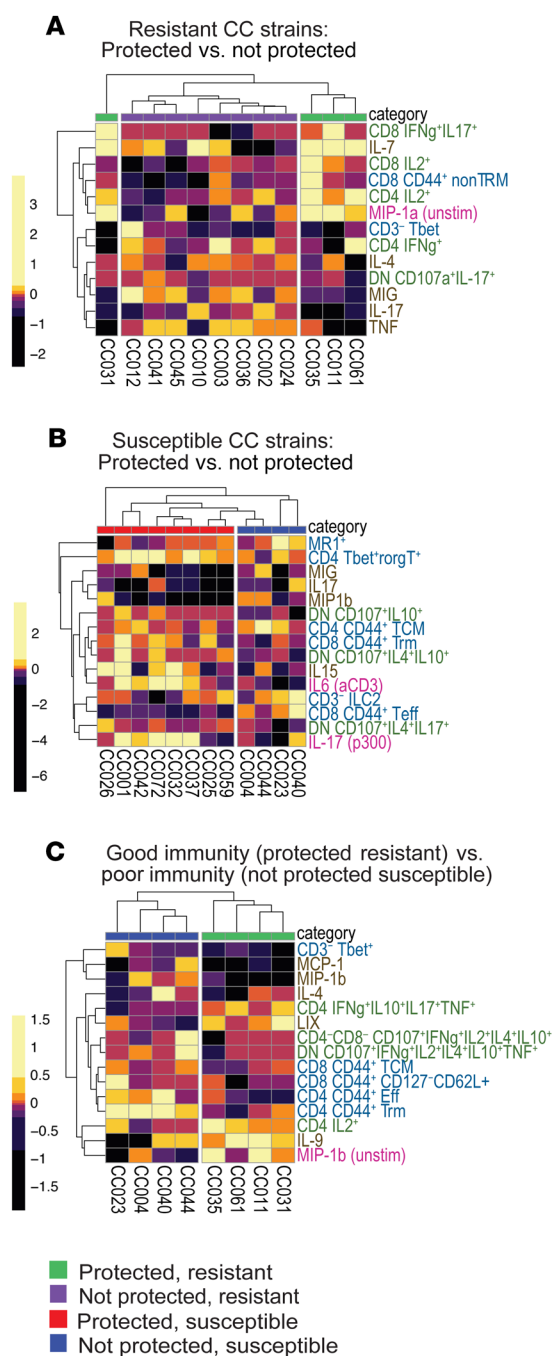 A
Resistant CC strains:
Protected vs. not protected
category
CD8 IFNg⁺IL17⁺
IL-7
CD8 IL2⁺
CD8 CD44⁺ nonTRM
CD4 IL2⁺
MIP-1a (unstim)
CD3⁻ Tbet
CD4 IFNg⁺
IL-4
DN CD107a⁺IL-17⁺
MIG
IL-17
TNF
3
2
1
0
−1
−2
CC031
CC012
CC041
CC045
CC010
CC003
CC036
CC002
CC024
CC035
CC011
CC061
B
Susceptible CC strains:
Protected vs. not protected
category
MR1⁺
CD4 Tbet⁺rorgT⁺
MIG
IL17
MIP1b
DN CD107⁺IL10⁺
CD4 CD44⁺ TCM
CD8 CD44⁺ Trm
DN CD107⁺IL4⁺IL10⁺
IL15
IL6 (aCD3)
CD3⁻ ILC2
CD8 CD44⁺ Teff
DN CD107⁺IL4⁺IL17⁺
IL-17 (p300)
2
0
−2
−4
−6
CC026
CC001
CC042
CC072
CC032
CC037
CC025
CC059
CC004
CC044
CC023
CC040
C
Good immunity (protected resistant) vs.
poor immunity (not protected susceptible)
category
CD3⁻ Tbet⁺
MCP-1
MIP-1b
IL-4
CD4 IFNg⁺IL10⁺IL17⁺TNF⁺
LIX
CD4⁻CD8⁻ CD107⁺IFNg⁺IL2⁺IL4⁺IL10⁺
DN CD107⁺IFNg⁺IL2⁺IL4⁺IL10⁺TNF⁺
CD8 CD44⁺ TCM
CD8 CD44⁺ CD127⁻CD62L+
CD4 CD44⁺ Eff
CD4 CD44⁺ Trm
CD4 IL2⁺
IL-9
MIP-1b (unstim)
1.5
1
0.5
0
−0.5
−1
−1.5
CC023
CC004
CC040
CC044
CC035
CC061
CC011
CC031
Protected, resistant
Not protected, resistant
Protected, susceptible
Not protected, susceptible